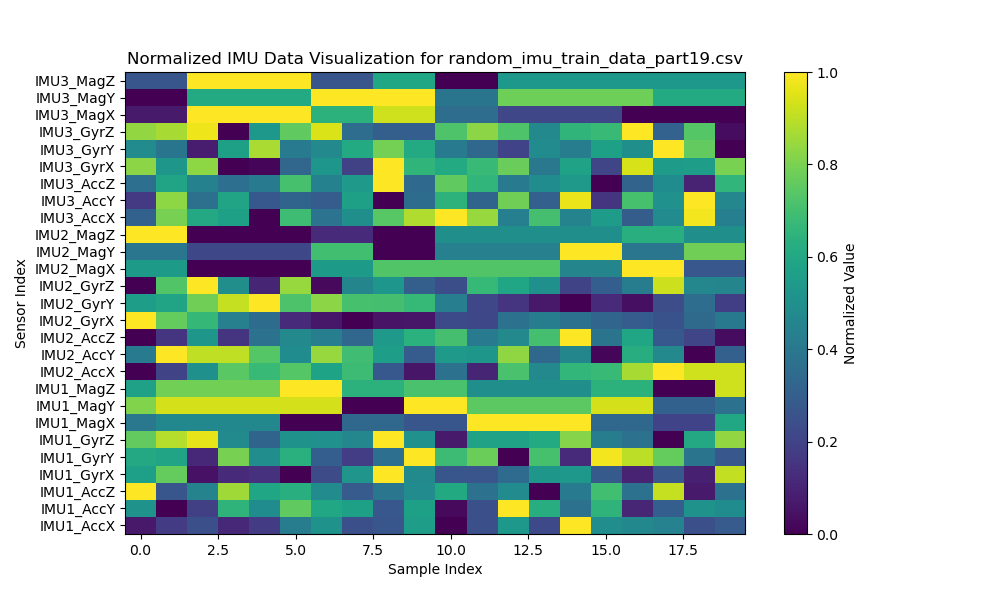 Normalized IMU Data Visualization for random_imu_train_data_part19.csv
IMU3_MagZ
IMU3_MagY
IMU3_MagX
IMU3_GyrZ
IMU3_GyrY
IMU3_GyrX
IMU3_AccZ
IMU3_AccY
IMU3_AccX
IMU2_MagZ
IMU2_MagY
IMU2_MagX
IMU2_GyrZ
IMU2_GyrY
IMU2_GyrX
IMU2_AccZ
IMU2_AccY
IMU2_AccX
IMU1_MagZ
IMU1_MagY
IMU1_MagX
IMU1_GyrZ
IMU1_GyrY
IMU1_GyrX
IMU1_AccZ
IMU1_AccY
IMU1_AccX
Sensor Index
0.0 2.5 5.0 7.5 10.0 12.5 15.0 17.5
Sample Index
1.0
0.8
0.6
0.4
0.2
0.0
Normalized Value